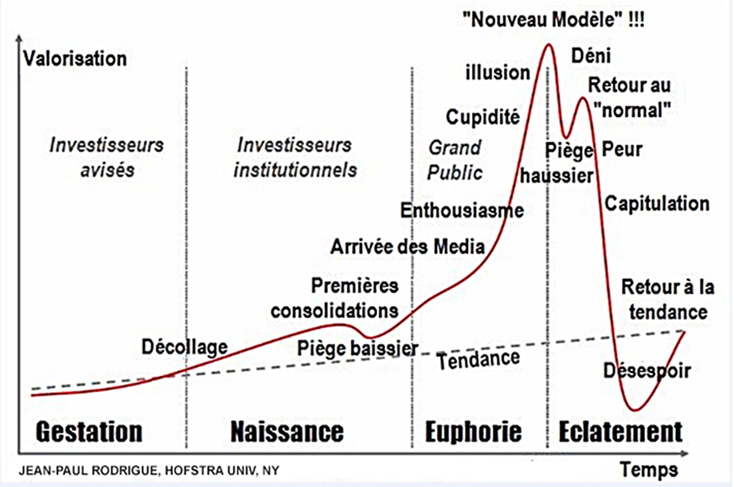 "Nouveau Modèle" !!!
Valorisation
Déni
illusion
Retour au
"normal"
Cupidité
Investisseurs
avisés
Investisseurs
institutionnels
Grand
Public
Piège
haussier
Peur
Enthousiasme
Capitulation
Arrivée des Media
Premières
consolidations
Retour à la
tendance
Décollage
Piège baissier
Tendance
Désespoir
Gestation
Naissance
Euphorie
Eclatement
JEAN-PAUL RODRIGUE, HOFSTRA UNIV, NY
Temps